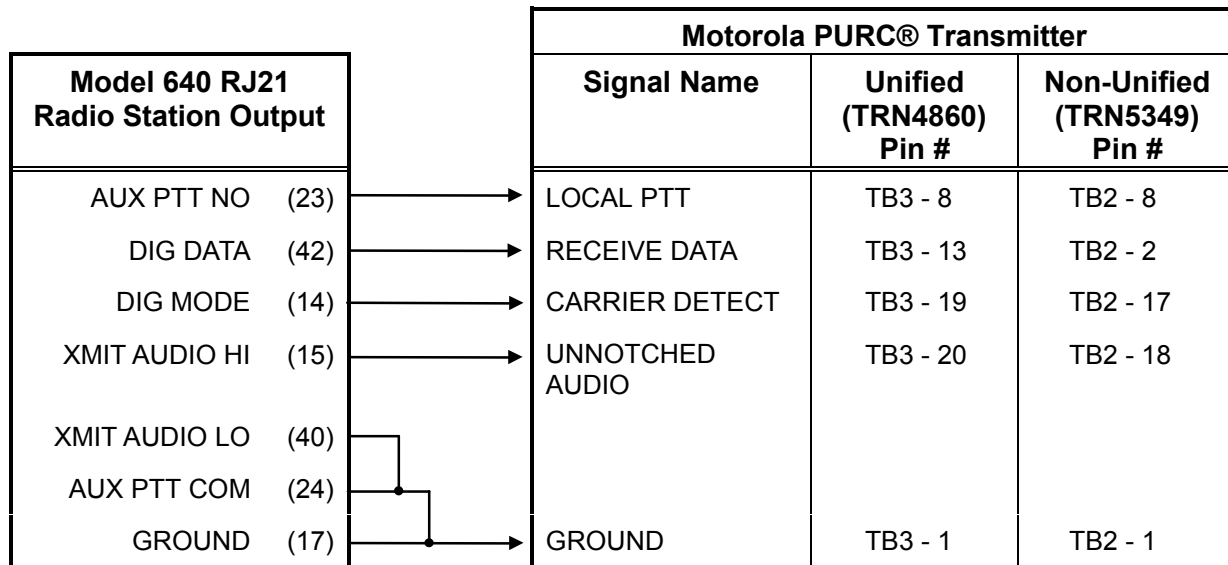 Motorola PURC® Transmitter
Model 640 RJ21
Radio Station Output
Signal Name
Unified
(TRN4860)
Pin #
Non-Unified
(TRN5349)
Pin #
AUX PTT NO (23) LOCAL PTT TB3 - 8 TB2 - 8
DIG DATA (42) RECEIVE DATA TB3 - 13 TB2 - 2
DIG MODE (14) CARRIER DETECT TB3 - 19 TB2 - 17
XMIT AUDIO HI (15) UNNOTCHED TB3 - 20 TB2 - 18
AUDIO
XMIT AUDIO LO (40)
AUX PTT COM (24)
GROUND (17) GROUND TB3 - 1 TB2 - 1